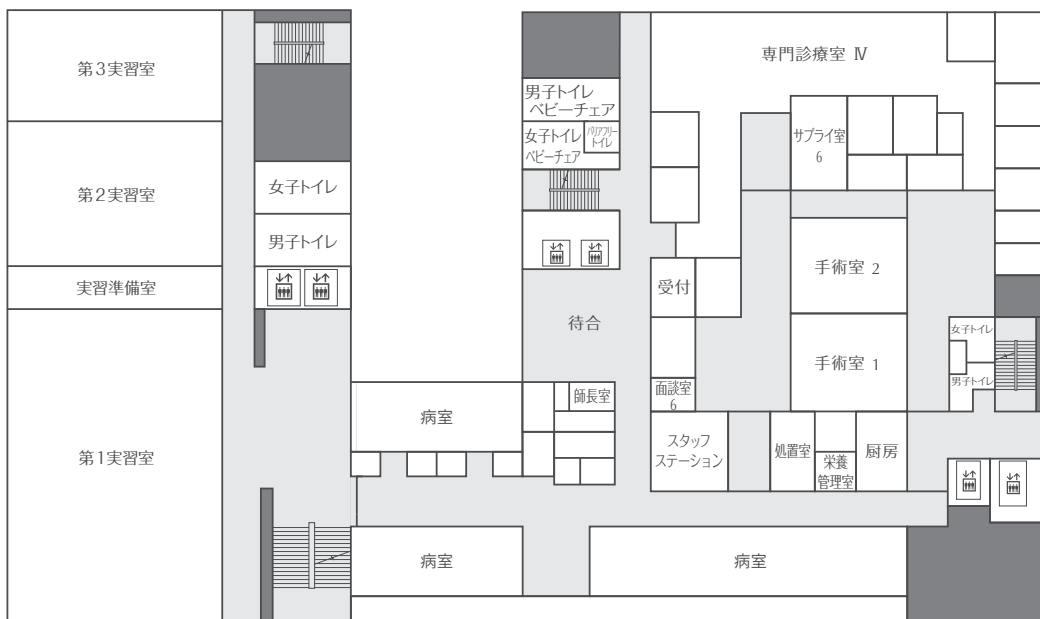 第3実習室
第2実習室
実習準備室
第1実習室
女子トイレ
男子トイレ
男子トイレ
ベビーチェア
女子トイレ
ベビーチェア
バリアフリー
トイレ
待合
病室
師長室
病室
病室
専門診療室 Ⅳ
サプライ室
6
手術室 2
手術室 1
受付
面談室
6
スタッフ
ステーション
処置室
栄養
管理室
厨房
女子トイレ
男子トイレ